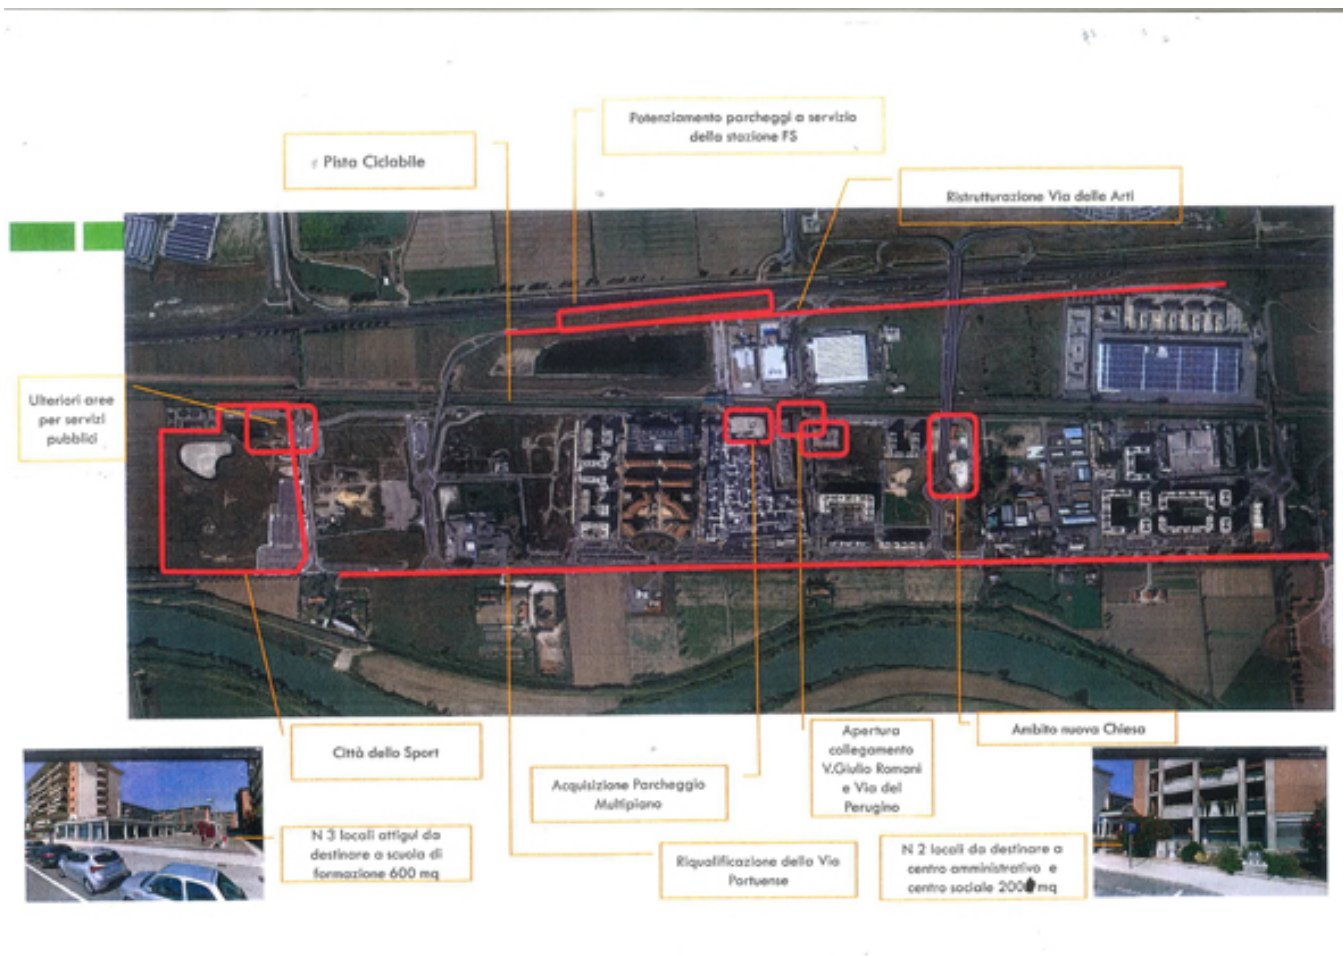 Potenziamento parcheggi a servizio
della stazione FS
Pista Ciclabile
Ristrutturazione Via delle Arti
Ulteriori aree
per servizi
pubblici
Città dello Sport
Acquisizione Parcheggio
Multipiano
Apertura
collegamento
V.Giulio Romani
e Via del
Perugino
Ambito nuova Chiesa
N 3 locali attigui da
destinare a scuola di
formazione 600 mq
Riqualificazione della Via
Portuense
N 2 locali da destinare a
centro amministrativo e
centro sociale 200 mq